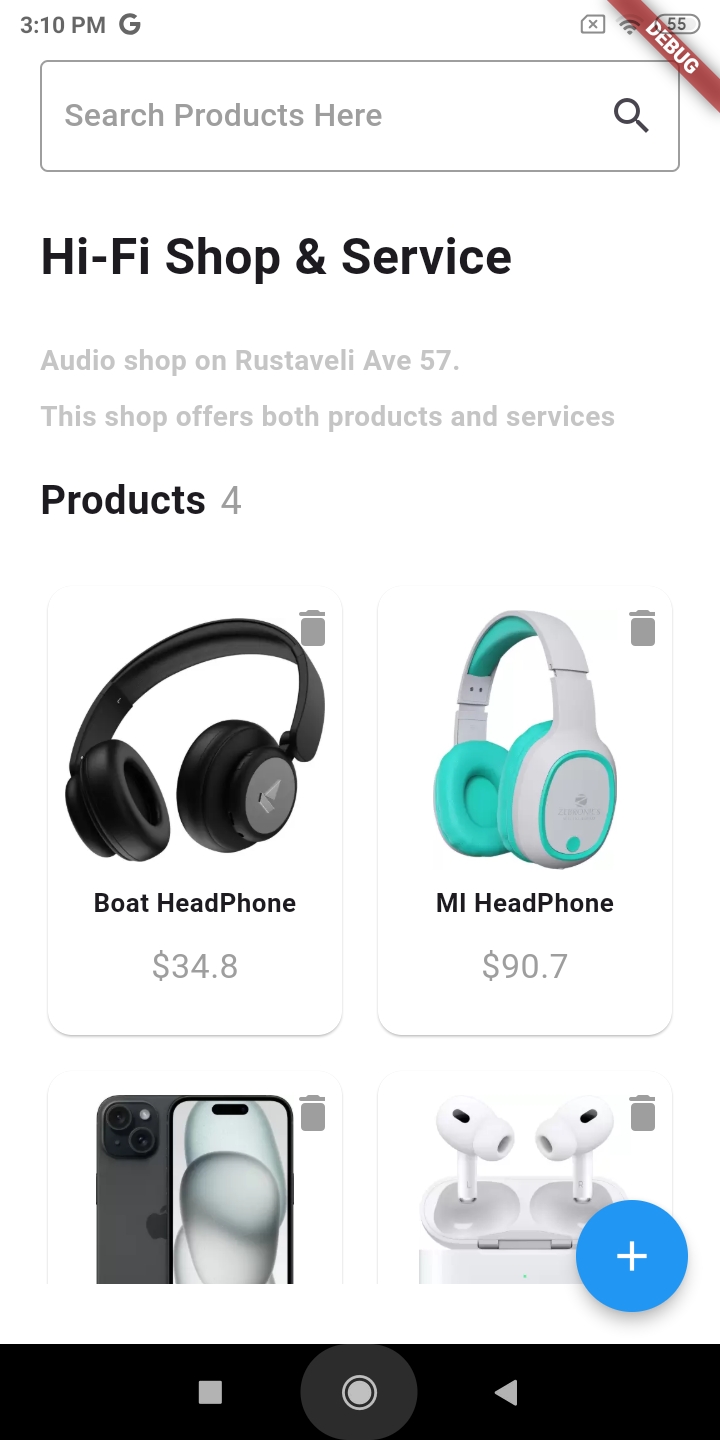 3:10 PM G
55
DEBUG
Search Products Here
Hi-Fi Shop & Service
Audio shop on Rustaveli Ave 57.
This shop offers both products and services
Products 4
Boat HeadPhone
MI HeadPhone
$34.8
$90.7